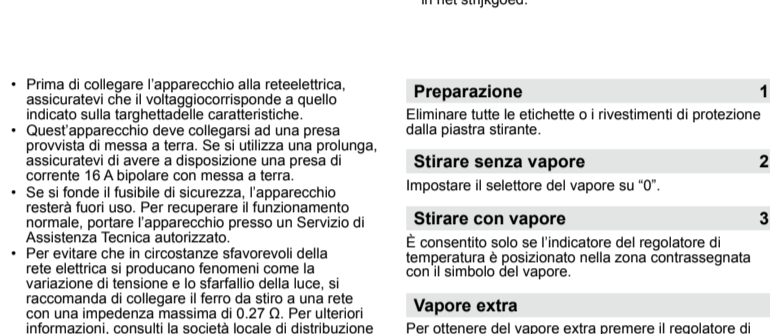 in het strijkgoed.
• Prima di collegare l'apparecchio alla reteelettrica,
assicuratevi che il voltaggiocorrisponde a quello
indicato sulla targhettadelle caratteristiche.
• Quest'apparecchio deve collegarsi ad una presa
provvista di messa a terra. Se si utilizza una prolunga,
assicuratevi di avere a disposizione una presa di
corrente 16 A bipolare con messa a terra.
• Se si fonde il fusibile di sicurezza, l'apparecchio
resterà fuori uso. Per recuperare il funzionamento
normale, portare l'apparecchio presso un Servizio di
Assistenza Tecnica autorizzato.
• Per evitare che in circostanze sfavorevoli della
rete elettrica si producano fenomeni come la
variazione di tensione e lo sfarfallio della luce, si
raccomanda di collegare il ferro da stiro a una rete
con una impedenza massima di 0.27 Ω. Per ulteriori
informazioni, consulti la società locale di distribuzione
Preparazione 1
Eliminare tutte le etichette o i rivestimenti di protezione
dalla piastra stirante.
Stirare senza vapore 2
Impostare il selettore del vapore su “0”.
Stirare con vapore 3
È consentito solo se l'indicatore del regolatore di
temperatura è posizionato nella zona contrassegnata
con il simbolo del vapore.
Vapore extra
Per ottenere del vapore extra premere il regolatore di